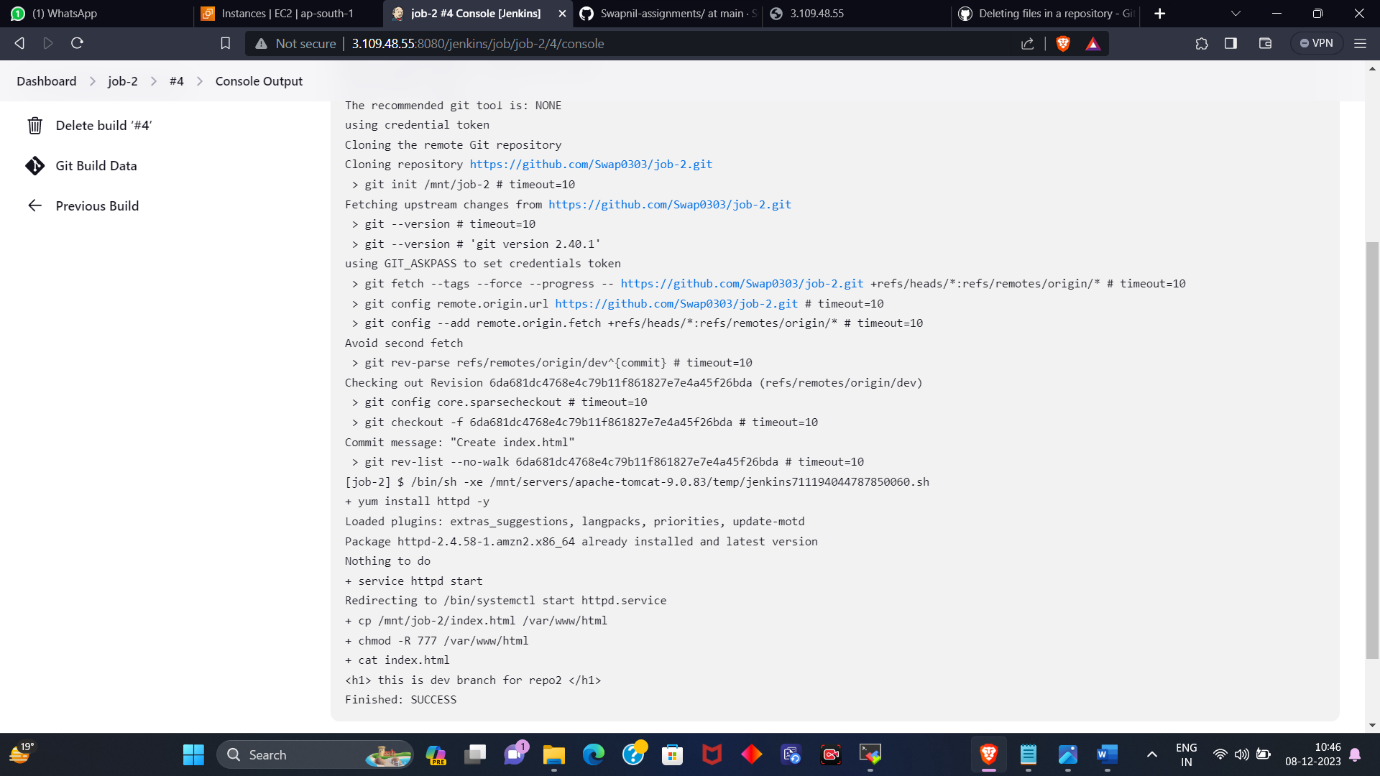 (1) WhatsApp
Instances | EC2 | ap-south-1
job-2 #4 Console [Jenkins]
Swapnil-assignments/ at main · S
3.109.48.55
Deleting files in a repository - Gi
Not secure
3.109.48.55:8080/jenkins/job/job-2/4/console
VPN
Dashboard > job-2 > #4 > Console Output
Delete build ‘#4’
Git Build Data
Previous Build
The recommended git tool is: NONE
using credential token
Cloning the remote Git repository
Cloning repository https://github.com/Swap0303/job-2.git
> git init /mnt/job-2 # timeout=10
Fetching upstream changes from https://github.com/Swap0303/job-2.git
> git --version # timeout=10
> git --version # 'git version 2.40.1'
using GIT_ASKPASS to set credentials token
> git fetch --tags --force --progress -- https://github.com/Swap0303/job-2.git +refs/heads/*:refs/remotes/origin/* # timeout=10
> git config remote.origin.url https://github.com/Swap0303/job-2.git # timeout=10
> git config --add remote.origin.fetch +refs/heads/*:refs/remotes/origin/* # timeout=10
Avoid second fetch
> git rev-parse refs/remotes/origin/dev^{commit} # timeout=10
Checking out Revision 6da681dc4768e4c79b11f861827e7e4a45f26bda (refs/remotes/origin/dev)
> git config core.sparsecheckout # timeout=10
> git checkout -f 6da681dc4768e4c79b11f861827e7e4a45f26bda # timeout=10
Commit message: "Create index.html"
> git rev-list --no-walk 6da681dc4768e4c79b11f861827e7e4a45f26bda # timeout=10
[job-2] $ /bin/sh -xe /mnt/servers/apache-tomcat-9.0.83/temp/jenkins711194044787850060.sh
+ yum install httpd -y
Loaded plugins: extras_suggestions, langpacks, priorities, update-motd
Package httpd-2.4.58-1.amzn2.x86_64 already installed and latest version
Nothing to do
+ service httpd start
Redirecting to /bin/systemctl start httpd.service
+ cp /mnt/job-2/index.html /var/www/html
+ chmod -R 777 /var/www/html
+ cat index.html
<h1> this is dev branch for repo2 </h1>
Finished: SUCCESS
19°
Search
PRE
1
ENG
IN
10:46
08-12-2023